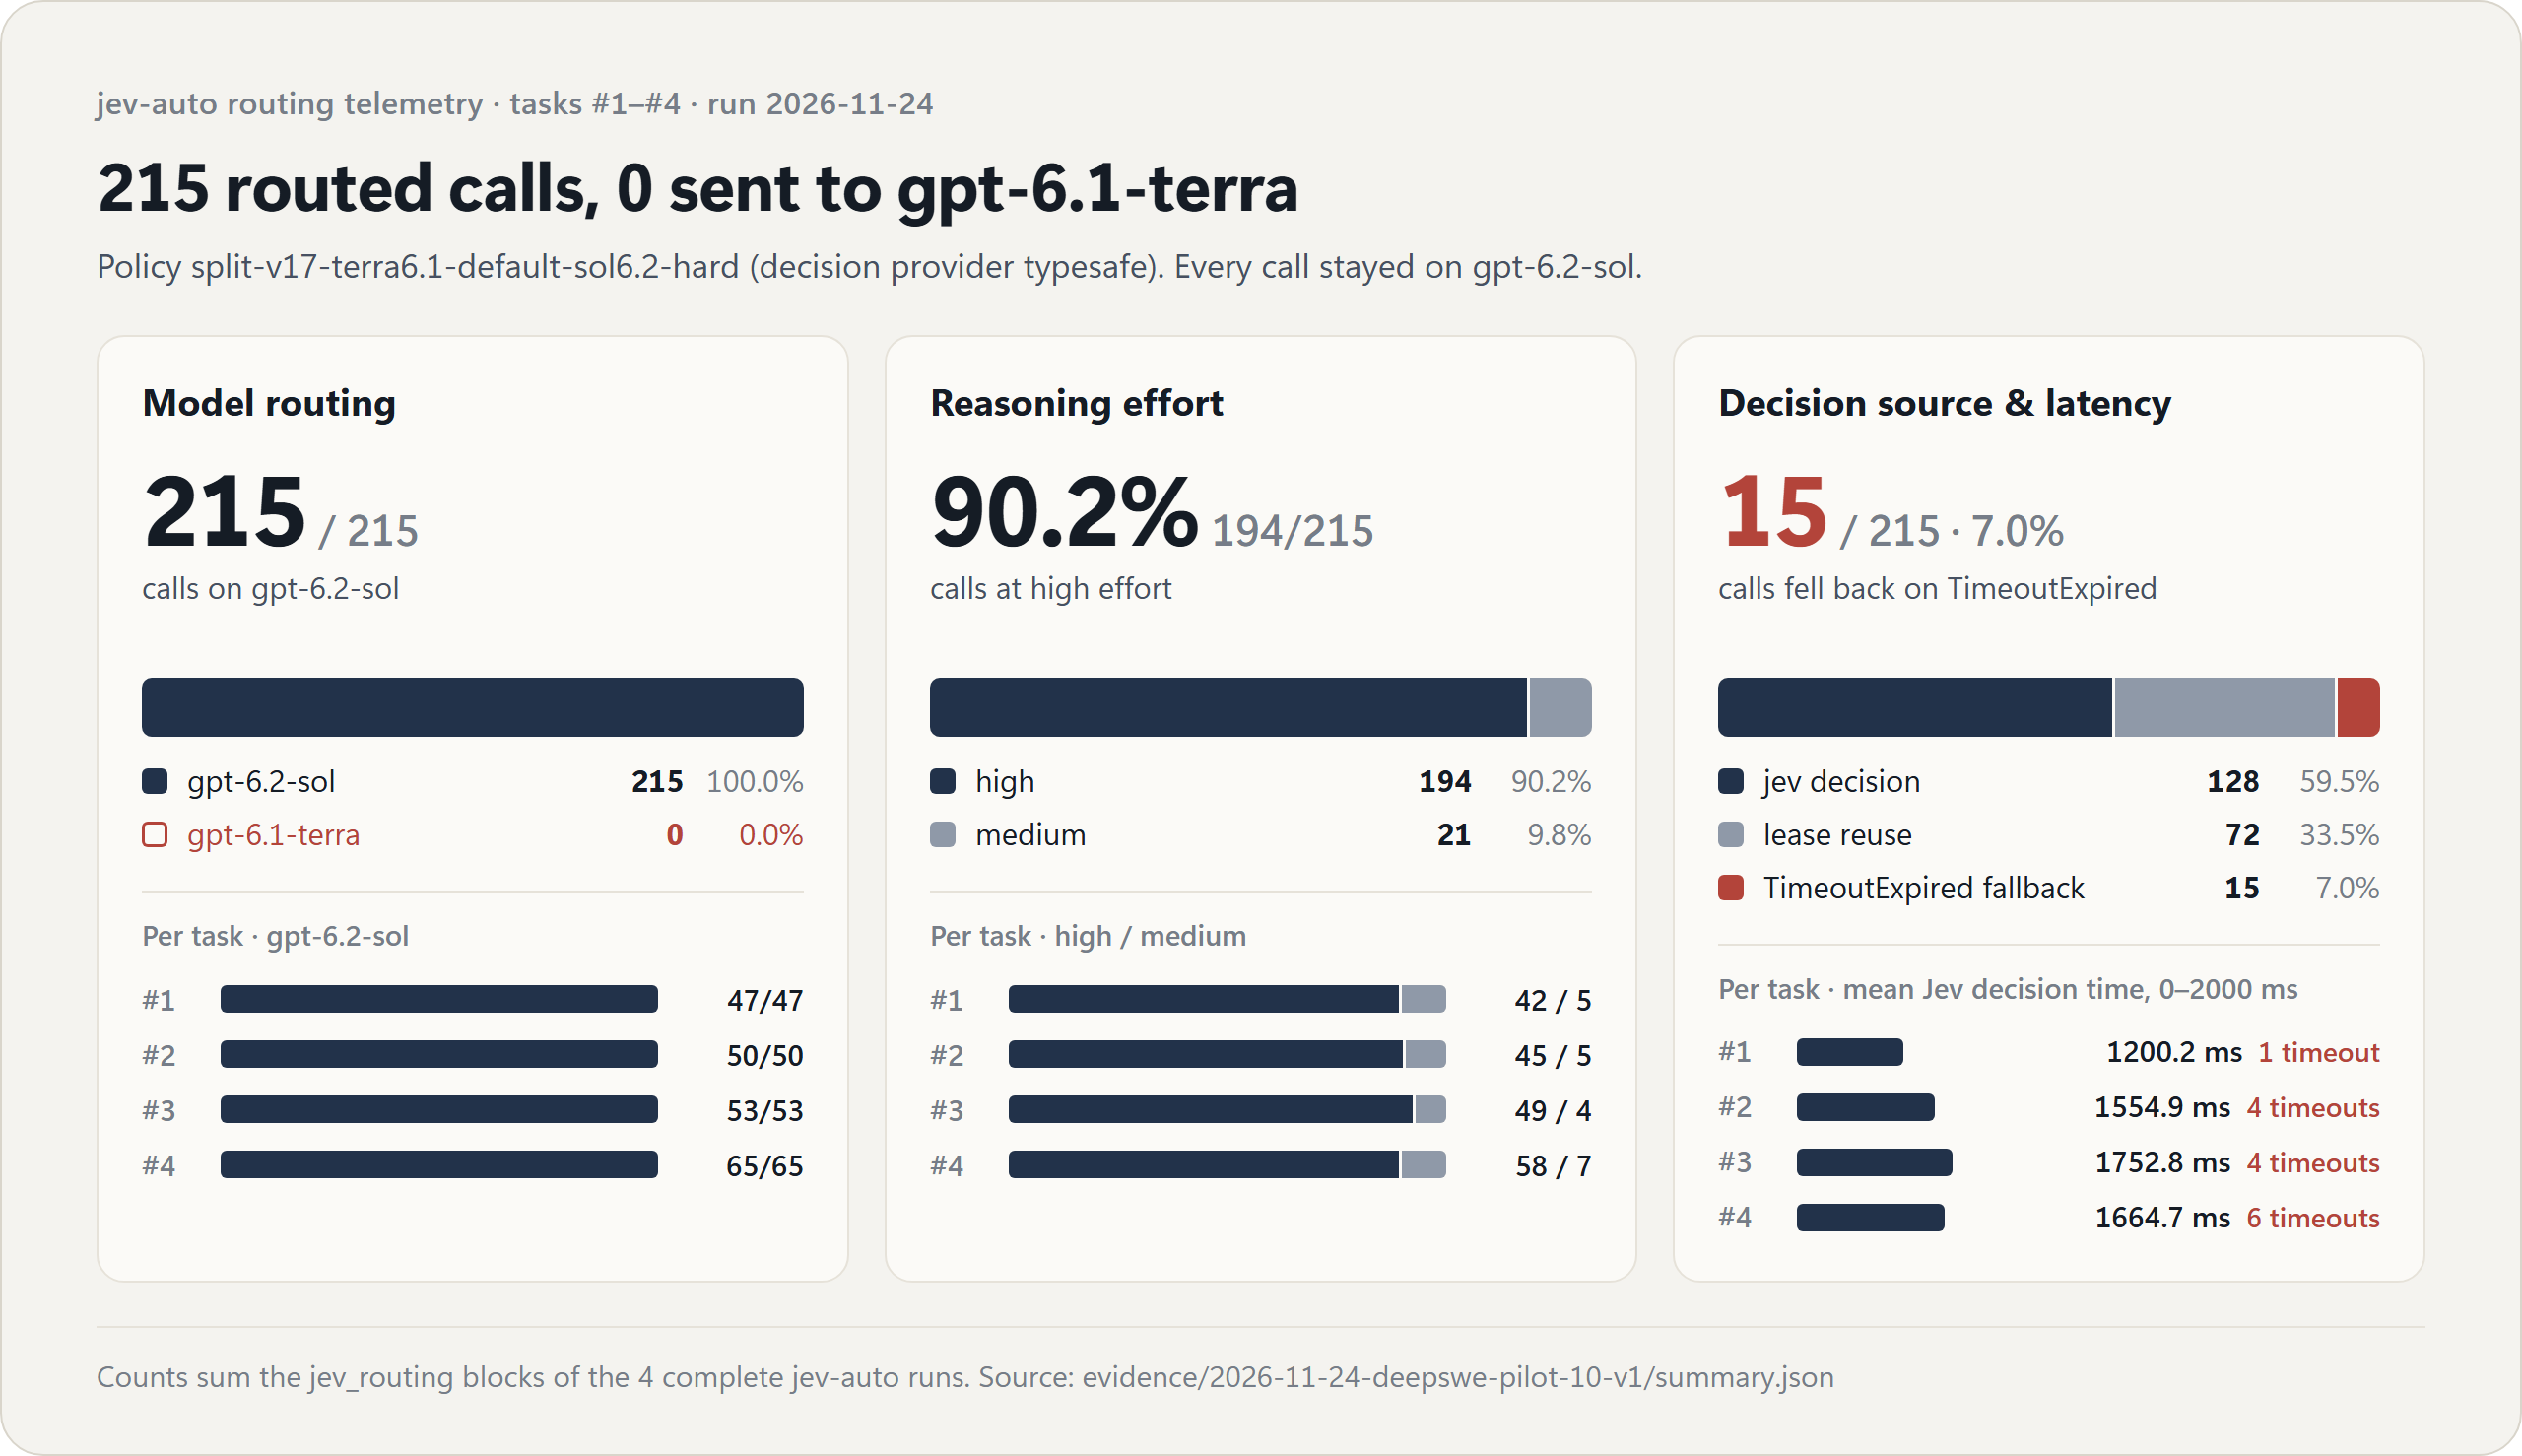 jev-auto routing telemetry · tasks #1–#4 · run 2026-11-24
215 routed calls, 0 sent to gpt-6.1-terra
Policy split-v17-terra6.1-default-sol6.2-hard (decision provider typesafe). Every call stayed on gpt-6.2-sol.
Model routing
215 / 215
calls on gpt-6.2-sol
gpt-6.2-sol 215 100.0%
gpt-6.1-terra 0 0.0%
Per task · gpt-6.2-sol
#1 47/47
#2 50/50
#3 53/53
#4 65/65
Reasoning effort
90.2% 194/215
calls at high effort
high 194 90.2%
medium 21 9.8%
Per task · high / medium
#1 42 / 5
#2 45 / 5
#3 49 / 4
#4 58 / 7
Decision source & latency
15 / 215 · 7.0%
calls fell back on TimeoutExpired
jev decision 128 59.5%
lease reuse 72 33.5%
TimeoutExpired fallback 15 7.0%
Per task · mean Jev decision time, 0–2000 ms
#1 1200.2 ms 1 timeout
#2 1554.9 ms 4 timeouts
#3 1752.8 ms 4 timeouts
#4 1664.7 ms 6 timeouts
Counts sum the jev_routing blocks of the 4 complete jev-auto runs. Source: evidence/2026-11-24-deepswe-pilot-10-v1/summary.json